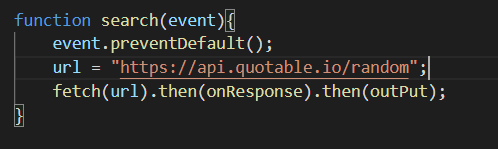 function search(event){
    event.preventDefault();
    url = "https://api.quotable.io/random";
    fetch(url).then(onResponse).then(outPut);
}